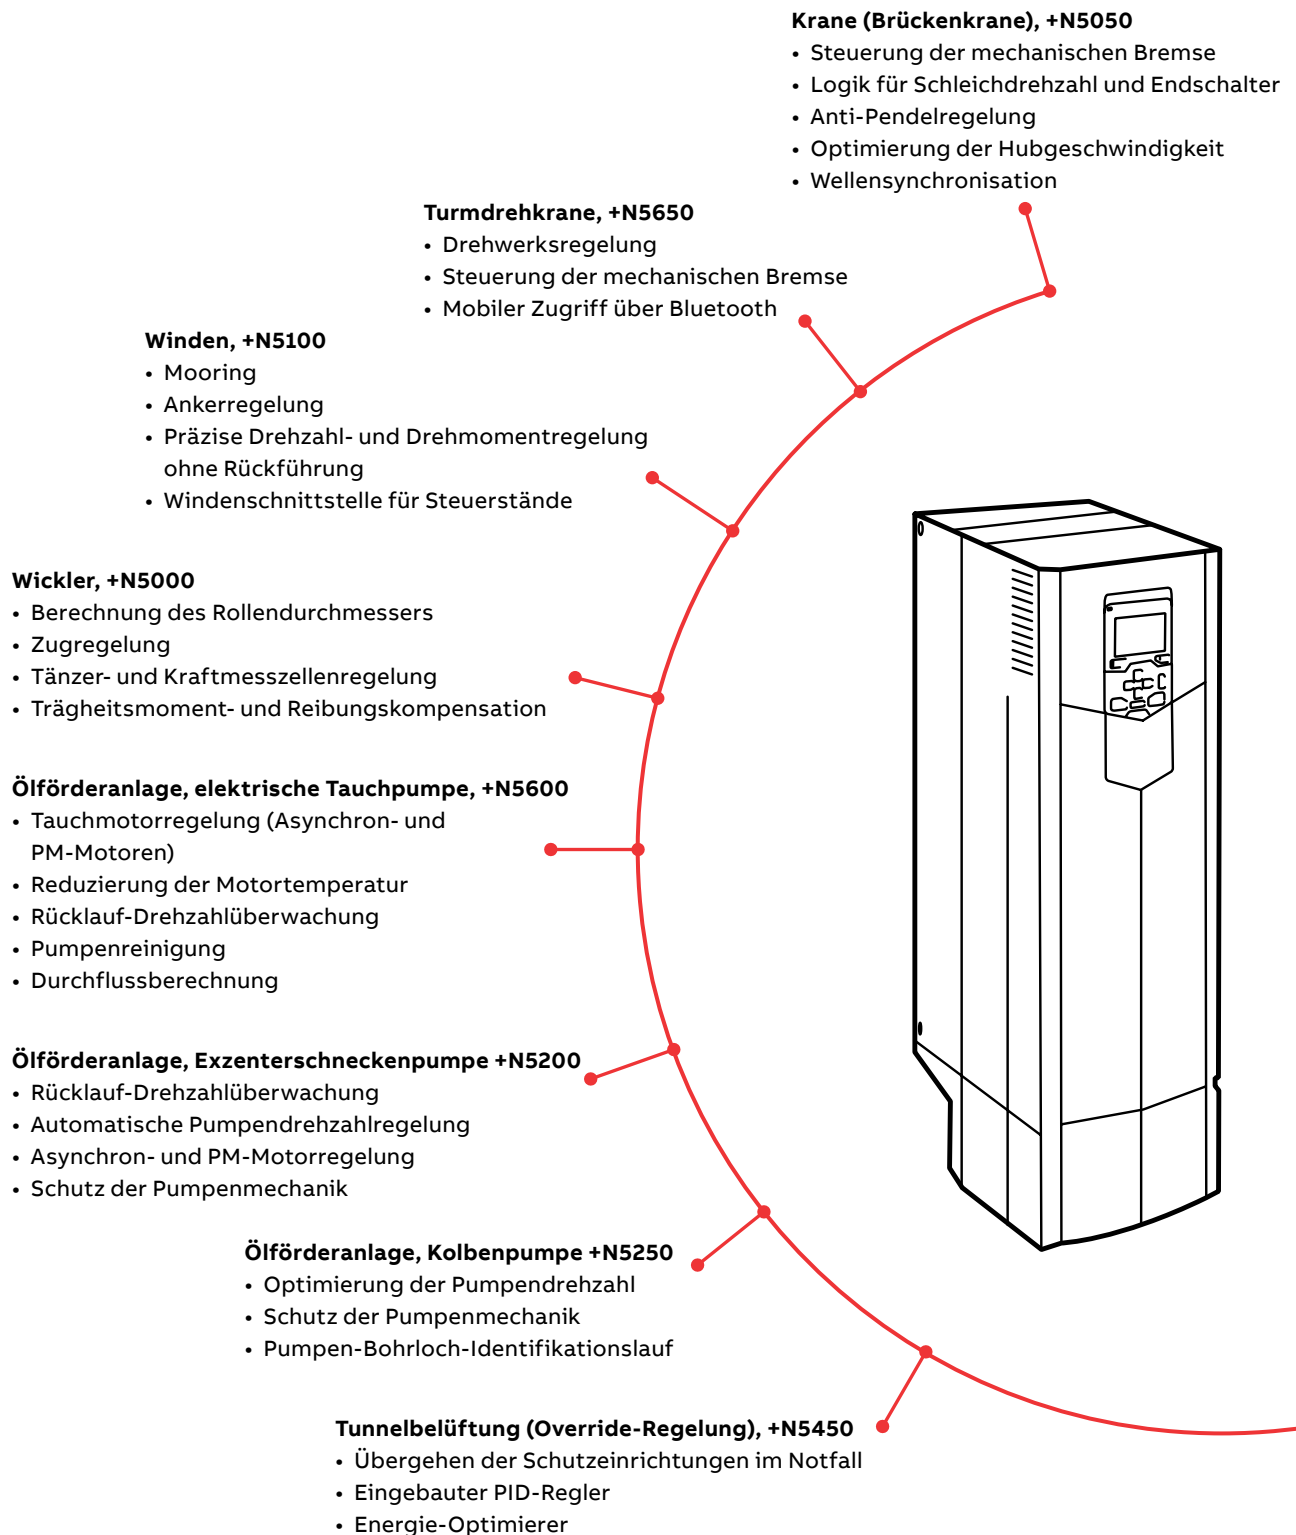 Krane (Brückenkrane), +N5050
• Steuerung der mechanischen Bremse
• Logik für Schleichdrehzahl und Endschalter
• Anti-Pendelregelung
• Optimierung der Hubgeschwindigkeit
• Wellensynchronisation
Turmdrehkrane, +N5650
• Drehwerksregelung
• Steuerung der mechanischen Bremse
• Mobiler Zugriff über Bluetooth
Winden, +N5100
• Mooring
• Ankerregelung
• Präzise Drehzahl- und Drehmomentregelung
ohne Rückführung
• Windenschnittstelle für Steuerstände
Wickler, +N5000
• Berechnung des Rollendurchmessers
• Zugregelung
• Tänzer- und Kraftmesszellenregelung
• Trägheitsmoment- und Reibungskompensation
Ölförderanlage, elektrische Tauchpumpe, +N5600
• Tauchmotorregelung (Asynchron- und
PM-Motoren)
• Reduzierung der Motortemperatur
• Rücklauf-Drehzahlüberwachung
• Pumpenreinigung
• Durchflussberechnung
Ölförderanlage, Exzenterschneckenpumpe +N5200
• Rücklauf-Drehzahlüberwachung
• Automatische Pumpendrehzahlregelung
• Asynchron- und PM-Motorregelung
• Schutz der Pumpenmechanik
Ölförderanlage, Kolbenpumpe +N5250
• Optimierung der Pumpendrehzahl
• Schutz der Pumpenmechanik
• Pumpen-Bohrloch-Identifikationslauf
Tunnelbelüftung (Override-Regelung), +N5450
• Übergehen der Schutzeinrichtungen im Notfall
• Eingebauter PID-Regler
• Energie-Optimierer